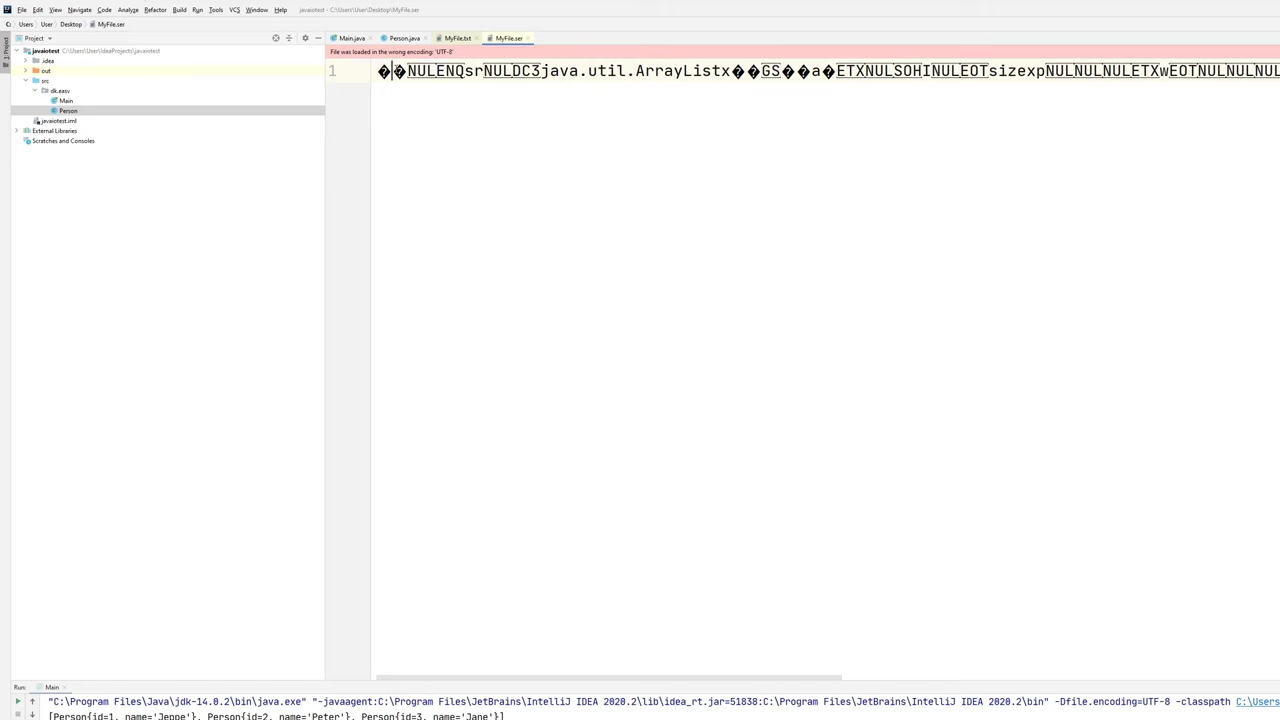 File Edit View Navigate Code Analyze Refactor Build Run Tools VCS Window Help javaiotest - C:\Users\User\Desktop\MyFile.ser
C: Users User Desktop MyFile.ser
Project Main.java Person.java MyFile.txt MyFile.ser
1: Project
javaiotest C:\Users\User\IdeaProjects\javaiotest
File was loaded in the wrong encoding: 'UTF-8'
.idea
1 ��NULENQsrNULDC3java.util.ArrayListx��GS��a�ETXNULSOHINULEOTsizexpNULNULNULETXwEOTNULNULNUL
out
src
dk.easv
Main
Person
javaiotest.iml
External Libraries
Scratches and Consoles
Run: Main
"C:\Program Files\Java\jdk-14.0.2\bin\java.exe" "-javaagent:C:\Program Files\JetBrains\IntelliJ IDEA 2020.2\lib\idea_rt.jar=51838:C:\Program Files\JetBrains\IntelliJ IDEA 2020.2\bin" -Dfile.encoding=UTF-8 -classpath C:\Users
[Person{id=1, name='Jeppe'}, Person{id=2, name='Peter'}, Person{id=3, name='Jane'}]